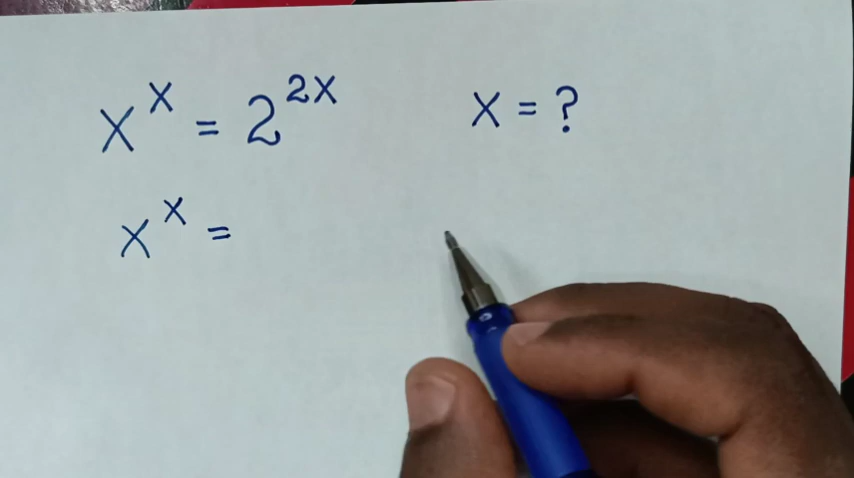 x^x = 2^{2x} x = ?
x^x =